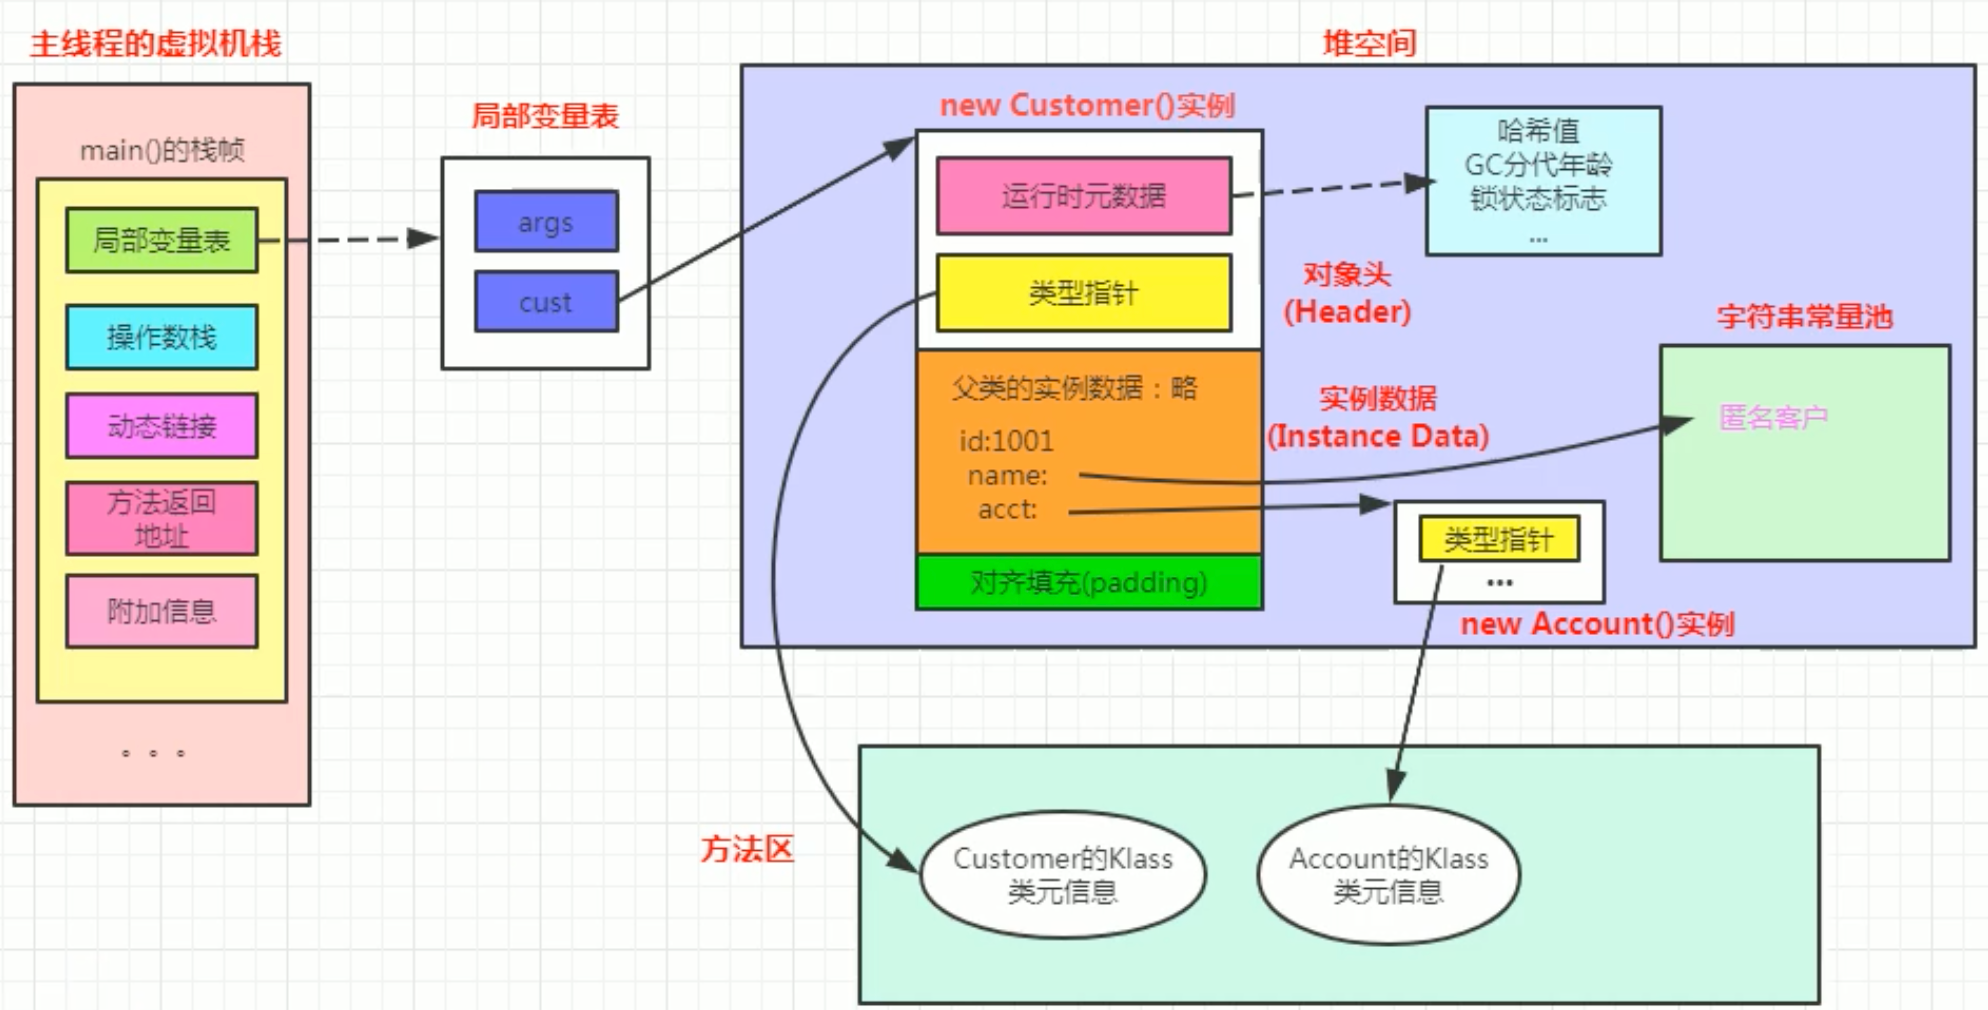 主线程的虚拟机栈
main()的栈帧
局部变量表
操作数栈
动态链接
方法返回
地址
附加信息
。。。
局部变量表
args
cust
堆空间
new Customer()实例
运行时元数据
类型指针
对象头
(Header)
哈希值
GC分代年龄
锁状态标志
...
父类的实例数据：略
id:1001
name:
acct:
实例数据
(Instance Data)
对齐填充(padding)
字符串常量池
匿名客户
类型指针
...
new Account()实例
方法区
Customer的Klass
类元信息
Account的Klass
类元信息